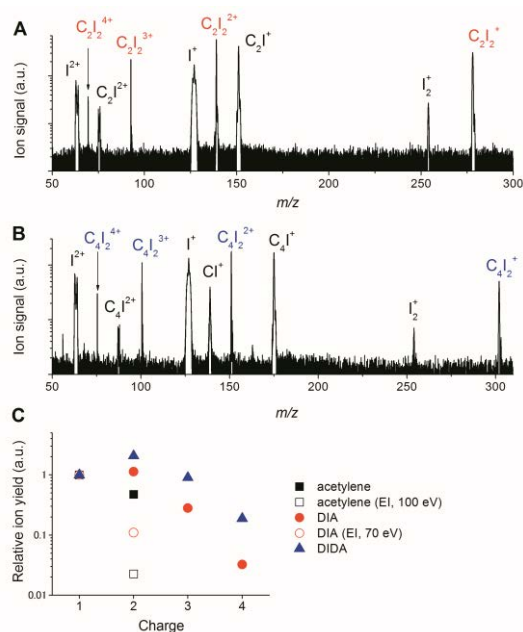 A
Ion signal (a.u.)
I²⁺
C₂I₂⁴⁺
C₂I²⁺
C₂I₂³⁺
I⁺
C₂I₂²⁺
C₂I⁺
I₂⁺
C₂I₂⁺
50 100 150 200 250 300
m/z
B
Ion signal (a.u.)
I²⁺
C₄I₂⁴⁺
C₄I²⁺
C₄I₂³⁺
I⁺
CI⁺
C₄I₂²⁺
C₄I⁺
I₂⁺
C₄I₂⁺
50 100 150 200 250 300
m/z
C
Relative ion yield (a.u.)
1
0.1
0.01
1 2 3 4
Charge
acetylene
acetylene (EI, 100 eV)
DIA
DIA (EI, 70 eV)
DIDA